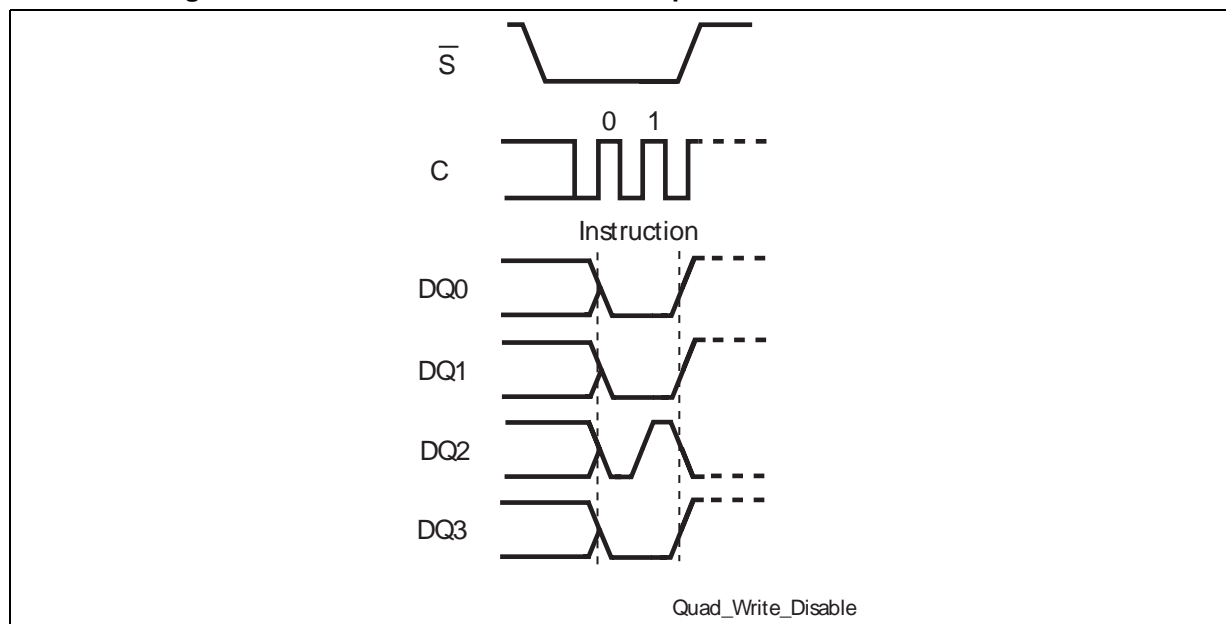 S̅
0 1
C
Instruction
DQ0
DQ1
DQ2
DQ3
Quad_Write_Disable